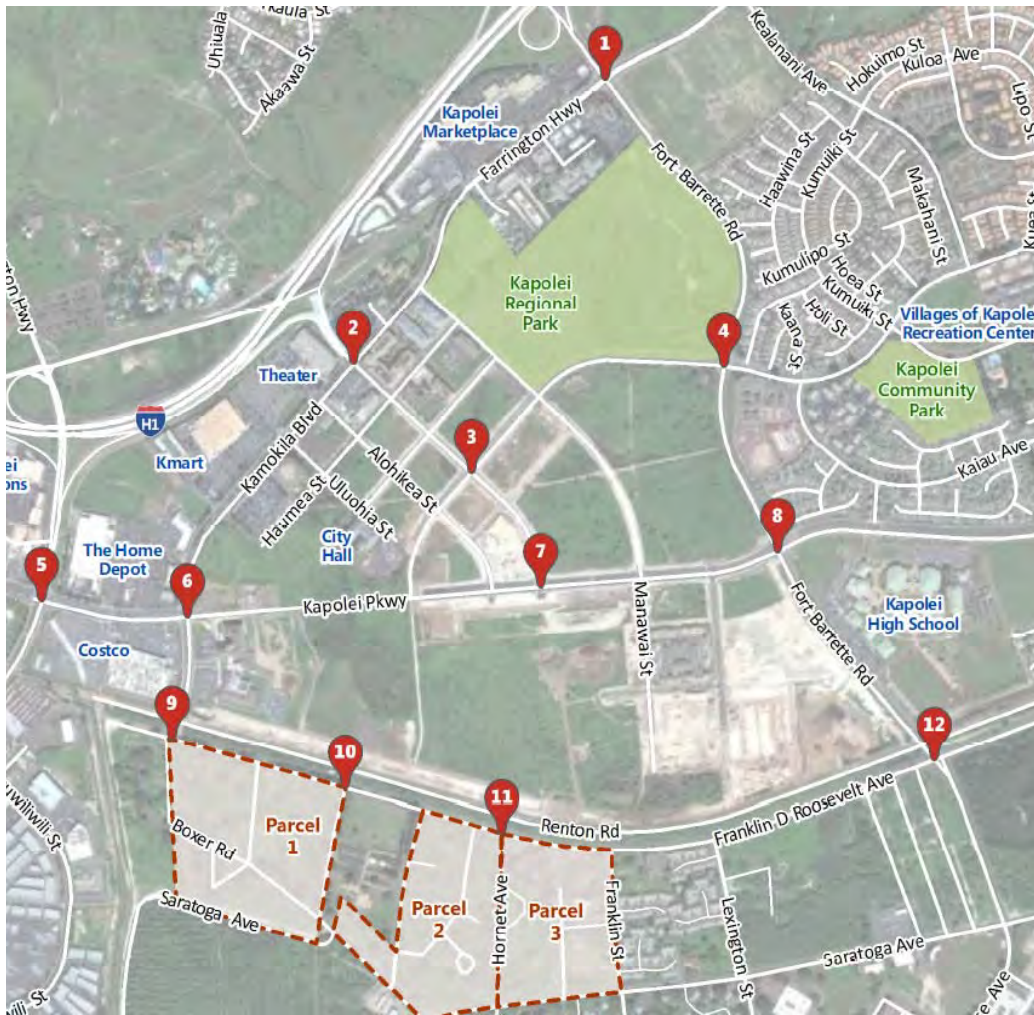 Kaula St
Uhiuala St
Akaawa St
1
Kealanani Ave
Hokuimo St
Kuloa Ave
Lipo St
Kapolei
Marketplace
Farrington Hwy
Fort Barrette Rd
Haawina St
Kumuiki St
Makahani St
Kapolei
Regional
Park
Kumulipo St
Hoea St
Kumuiki St
Holi St
Kaana St
Villages of Kapole
Recreation Center
2
4
Theater
Kapolei
Community
Park
H1
Kmart
Kamokila Blvd
3
Haumea St
Uluohia St
Alohikea St
City
Hall
Kaiau Ave
5
The Home
Depot
6
7
8
Kapolei Pkwy
Manawai St
Fort Barrette Rd
Kapolei
High School
Costco
9
10
11
12
Renton Rd
Franklin D Roosevelt Ave
Boxer Rd
Parcel
1
Saratoga Ave
Parcel
2
Hornet Ave
Parcel
3
Franklin St
Lexington St
Saratoga Ave